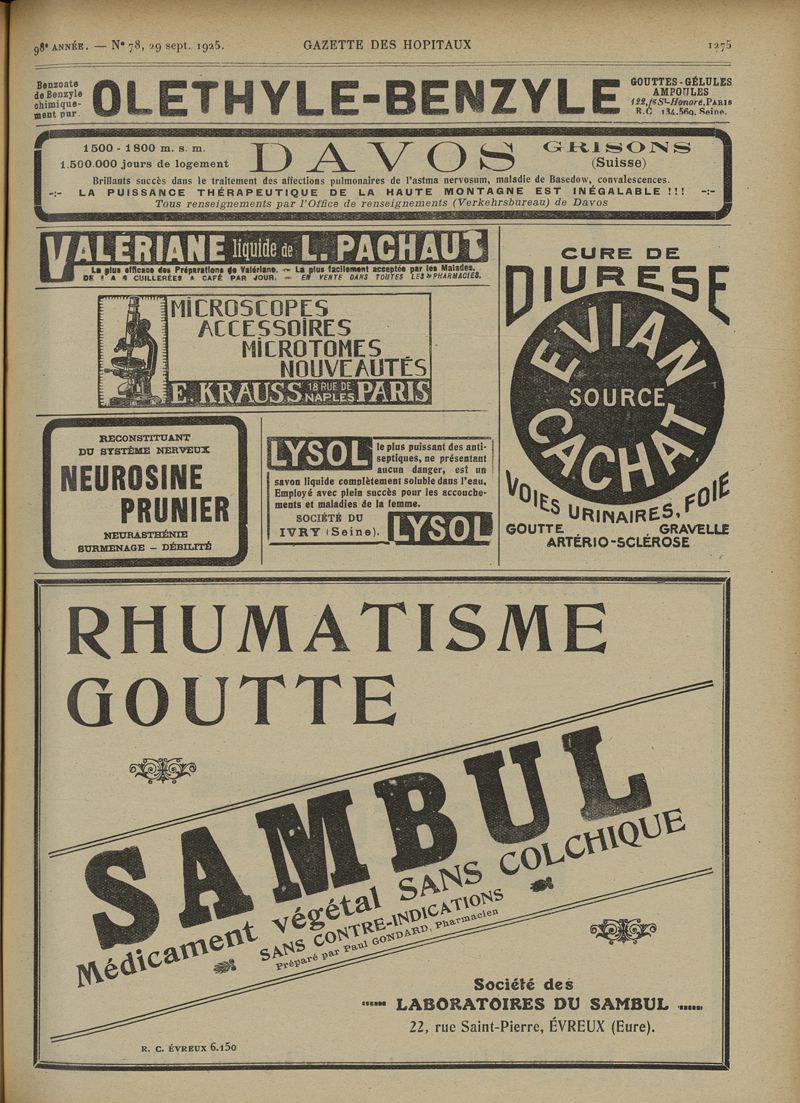 98e ANNÉE. — No 78, 29 sept. 1925.
GAZETTE DES HOPITAUX
1275
Benzoate
de Benzyle
chimique-
ment pur
OLETHYLE-BENZYLE
GOUTTES-GÉLULES
AMPOULES
122, fg St-Honoré, PARIS
R.C 134.569. Seine.
1500 - 1800 m. s. m.
1.500.000 jours de logement
DAVOS
GRISONS
(Suisse)
Brillants succès dans le traitement des affections pulmonaires de l'astma nervosum, maladie de Basedow, convalescences.
-:- LA PUISSANCE THÉRAPEUTIQUE DE LA HAUTE MONTAGNE EST INÉGALABLE !!! -:-
Tous renseignements par l'Office de renseignements (Verkehrsbureau) de Davos
VALÉRIANE liquide de L. PACHAUT
La plus efficace des Préparations de Valériane. — La plus facilement acceptée par les Malades.
DE 1 A 4 CUILLERÉES A CAFÉ PAR JOUR. — EN VENTE DANS TOUTES LES PHARMACIES.
MICROSCOPES
ACCESSOIRES
MICROTOMES
NOUVEAUTÉS
E. KRAUSS 18 RUE DE NAPLES PARIS
CURE DE
DIURESE
EVIAN
SOURCE
CACHAT
VOIES URINAIRES, FOIE
GOUTTE GRAVELLE
ARTÉRIO-SCLÉROSE
RECONSTITUANT
DU SYSTÈME NERVEUX
NEUROSINE
PRUNIER
NEURASTHÉNIE
SURMENAGE — DÉBILITÉ
LYSOL
le plus puissant des anti-
septiques, ne présentant
aucun danger, est un
savon liquide complètement soluble dans l'eau.
Employé avec plein succès pour les accouche-
ments et maladies de la femme.
SOCIÉTÉ DU
LYSOL
IVRY (Seine).
RHUMATISME
GOUTTE
SAMBUL
Médicament végétal SANS COLCHIQUE
SANS CONTRE-INDICATIONS
Préparé par Paul GONDARD, Pharmacien
Société des
LABORATOIRES DU SAMBUL
22, rue Saint-Pierre, ÉVREUX (Eure).
R. C. ÉVREUX 6.150